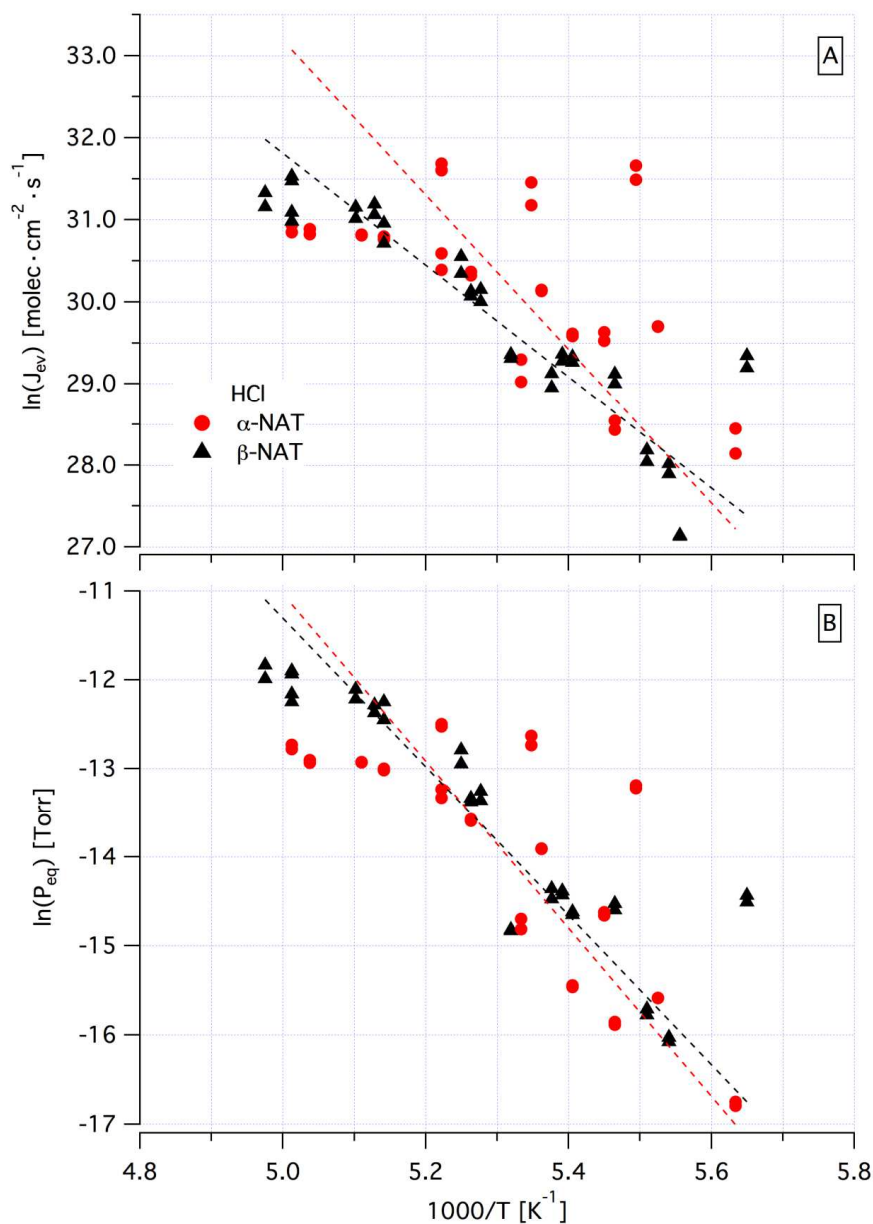 A
33.0
32.0
31.0
30.0
29.0
28.0
27.0
ln(J_ev) [molec·cm⁻²·s⁻¹]
HCl
α-NAT
β-NAT
B
-11
-12
-13
-14
-15
-16
-17
ln(P_eq) [Torr]
4.8 5.0 5.2 5.4 5.6 5.8
1000/T [K⁻¹]